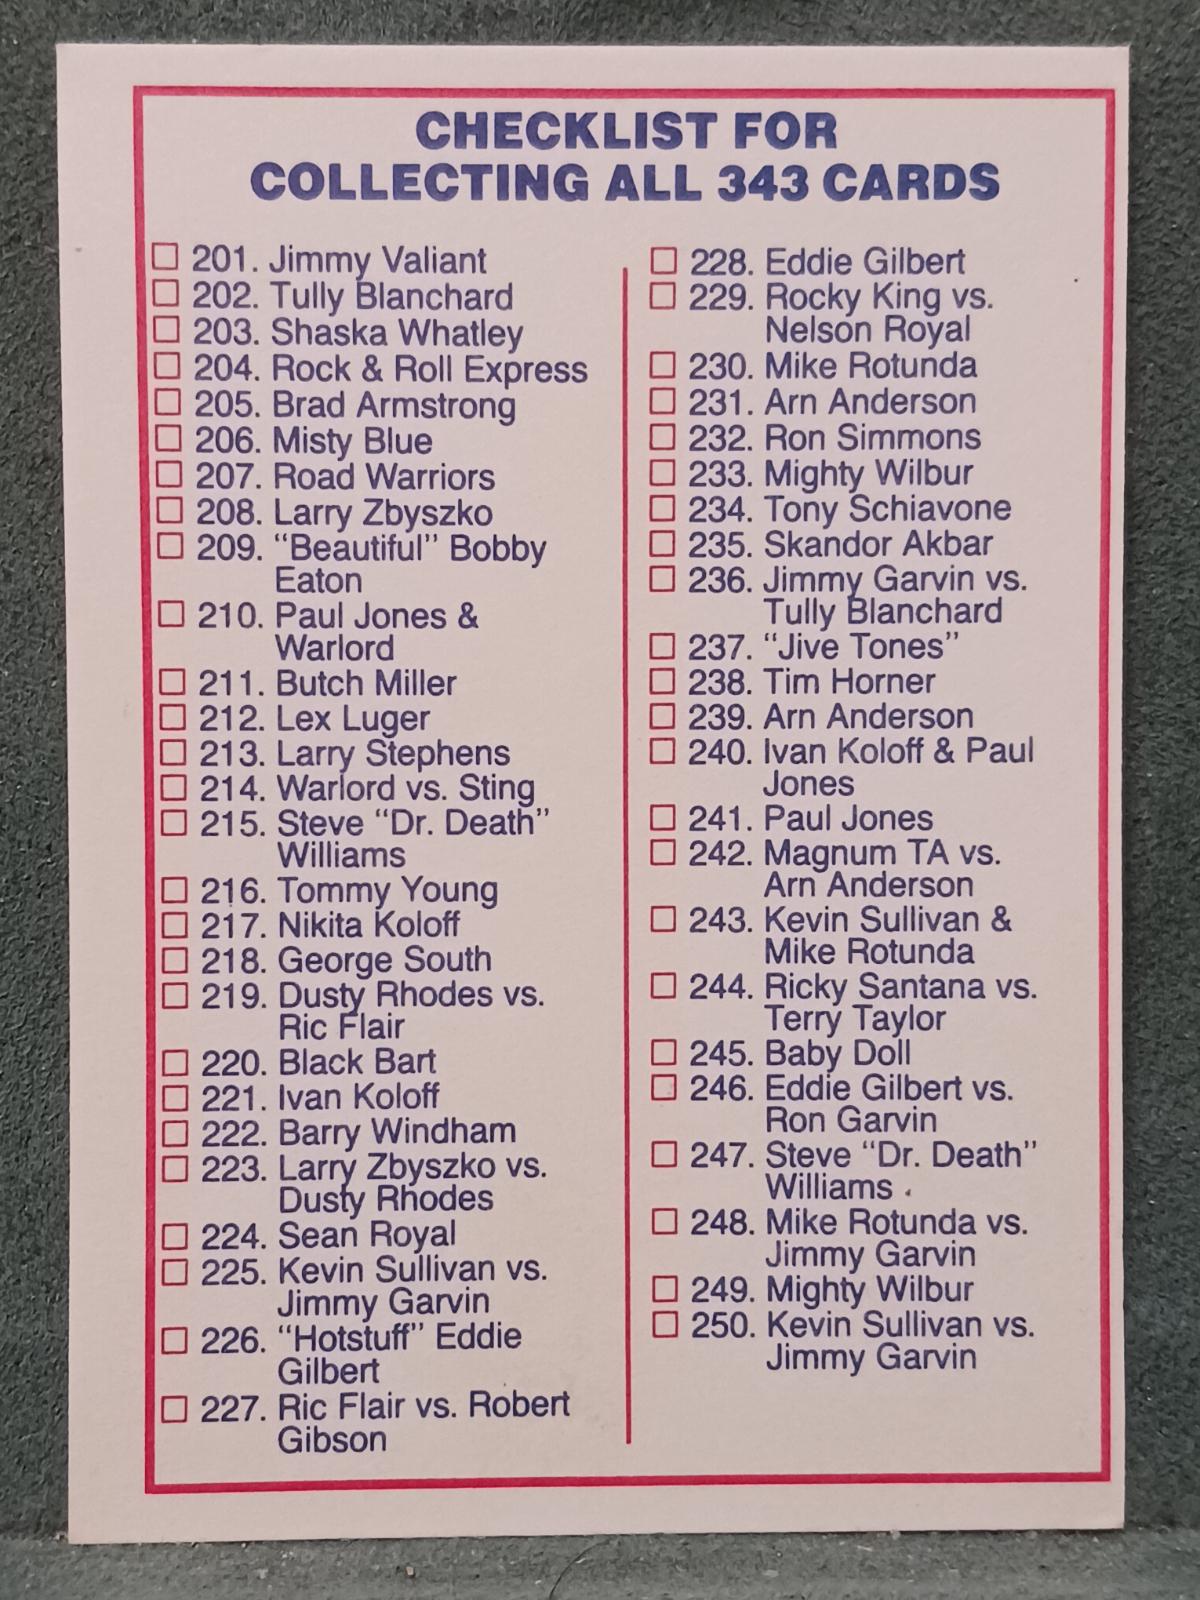 CHECKLIST FOR
COLLECTING ALL 343 CARDS
201. Jimmy Valiant
202. Tully Blanchard
203. Shaska Whatley
204. Rock & Roll Express
205. Brad Armstrong
206. Misty Blue
207. Road Warriors
208. Larry Zbyszko
209. “Beautiful” Bobby
Eaton
210. Paul Jones &
Warlord
211. Butch Miller
212. Lex Luger
213. Larry Stephens
214. Warlord vs. Sting
215. Steve “Dr. Death”
Williams
216. Tommy Young
217. Nikita Koloff
218. George South
219. Dusty Rhodes vs.
Ric Flair
220. Black Bart
221. Ivan Koloff
222. Barry Windham
223. Larry Zbyszko vs.
Dusty Rhodes
224. Sean Royal
225. Kevin Sullivan vs.
Jimmy Garvin
226. “Hotstuff” Eddie
Gilbert
227. Ric Flair vs. Robert
Gibson
228. Eddie Gilbert
229. Rocky King vs.
Nelson Royal
230. Mike Rotunda
231. Arn Anderson
232. Ron Simmons
233. Mighty Wilbur
234. Tony Schiavone
235. Skandor Akbar
236. Jimmy Garvin vs.
Tully Blanchard
237. “Jive Tones”
238. Tim Horner
239. Arn Anderson
240. Ivan Koloff & Paul
Jones
241. Paul Jones
242. Magnum TA vs.
Arn Anderson
243. Kevin Sullivan &
Mike Rotunda
244. Ricky Santana vs.
Terry Taylor
245. Baby Doll
246. Eddie Gilbert vs.
Ron Garvin
247. Steve “Dr. Death”
Williams
248. Mike Rotunda vs.
Jimmy Garvin
249. Mighty Wilbur
250. Kevin Sullivan vs.
Jimmy Garvin